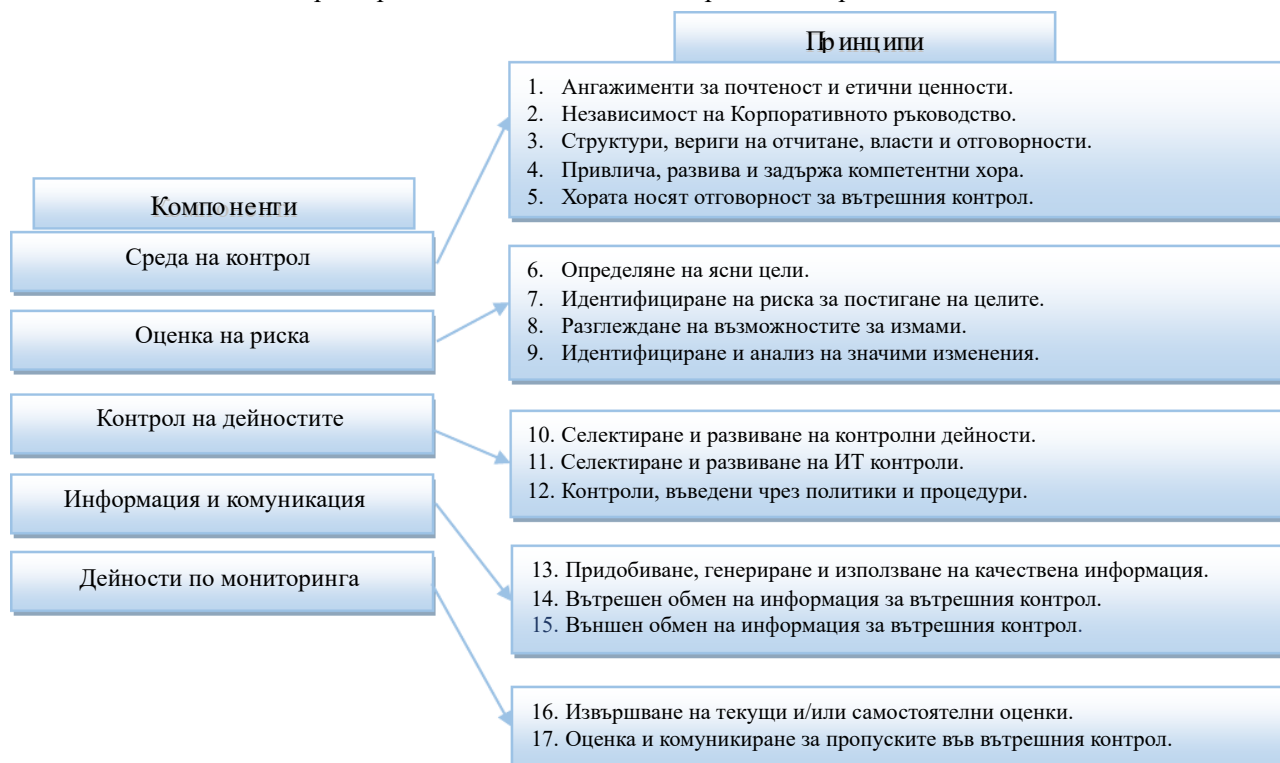 Принципи
1. Ангажименти за почтеност и етични ценности.
2. Независимост на Корпоративното ръководство.
3. Структури, вериги на отчитане, власти и отговорности.
4. Привлича, развива и задържа компетентни хора.
5. Хората носят отговорност за вътрешния контрол.
Компоненти
Среда на контрол
6. Определяне на ясни цели.
7. Идентифициране на риска за постигане на целите.
8. Разглеждане на възможностите за измами.
9. Идентифициране и анализ на значими изменения.
Оценка на риска
Контрол на дейностите
10. Селектиране и развиване на контролни дейности.
11. Селектиране и развиване на ИТ контроли.
12. Контроли, въведени чрез политики и процедури.
Информация и комуникация
13. Придобиване, генериране и използване на качествена информация.
14. Вътрешен обмен на информация за вътрешния контрол.
15. Външен обмен на информация за вътрешния контрол.
Дейности по мониторинга
16. Извършване на текущи и/или самостоятелни оценки.
17. Оценка и комуникиране за пропуските във вътрешния контрол.